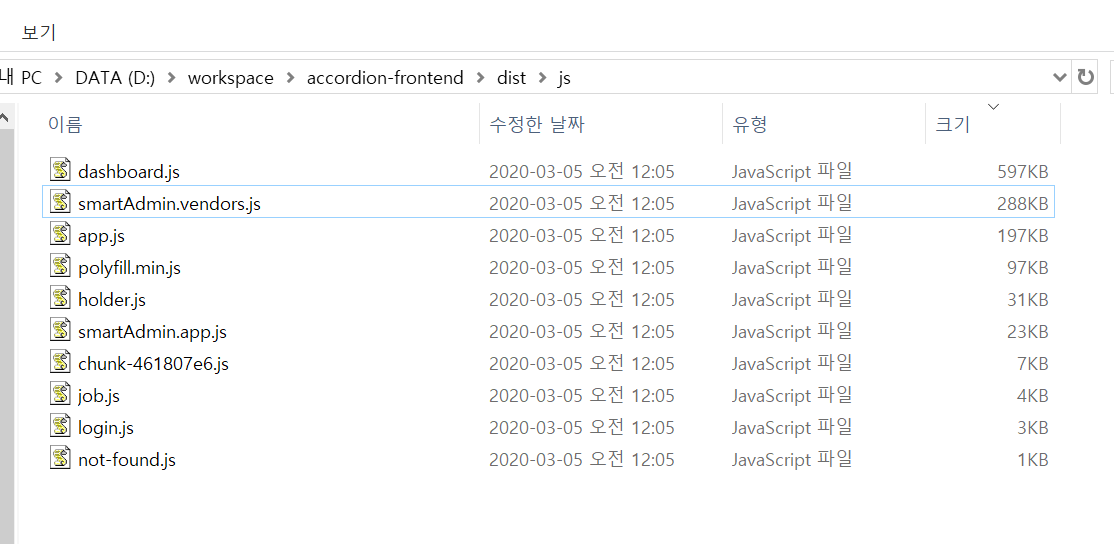 보기
내 PC > DATA (D:) > workspace > accordion-frontend > dist > js
이름 수정한 날짜 유형 크기
dashboard.js 2020-03-05 오전 12:05 JavaScript 파일 597KB
smartAdmin.vendors.js 2020-03-05 오전 12:05 JavaScript 파일 288KB
app.js 2020-03-05 오전 12:05 JavaScript 파일 197KB
polyfill.min.js 2020-03-05 오전 12:05 JavaScript 파일 97KB
holder.js 2020-03-05 오전 12:05 JavaScript 파일 31KB
smartAdmin.app.js 2020-03-05 오전 12:05 JavaScript 파일 23KB
chunk-461807e6.js 2020-03-05 오전 12:05 JavaScript 파일 7KB
job.js 2020-03-05 오전 12:05 JavaScript 파일 4KB
login.js 2020-03-05 오전 12:05 JavaScript 파일 3KB
not-found.js 2020-03-05 오전 12:05 JavaScript 파일 1KB